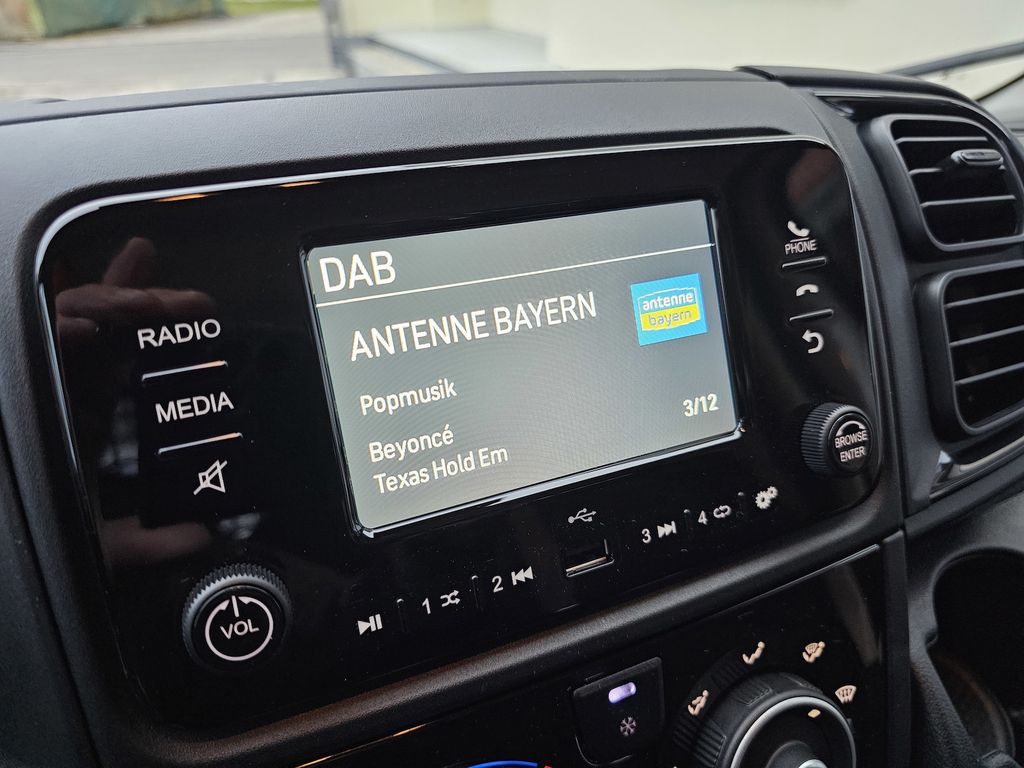 DAB
ANTENNE BAYERN
antenne
bayern
Popmusik
3/12
Beyoncé
Texas Hold Em
RADIO
MEDIA
VOL
PHONE
BROWSE
ENTER
1
2
3
4